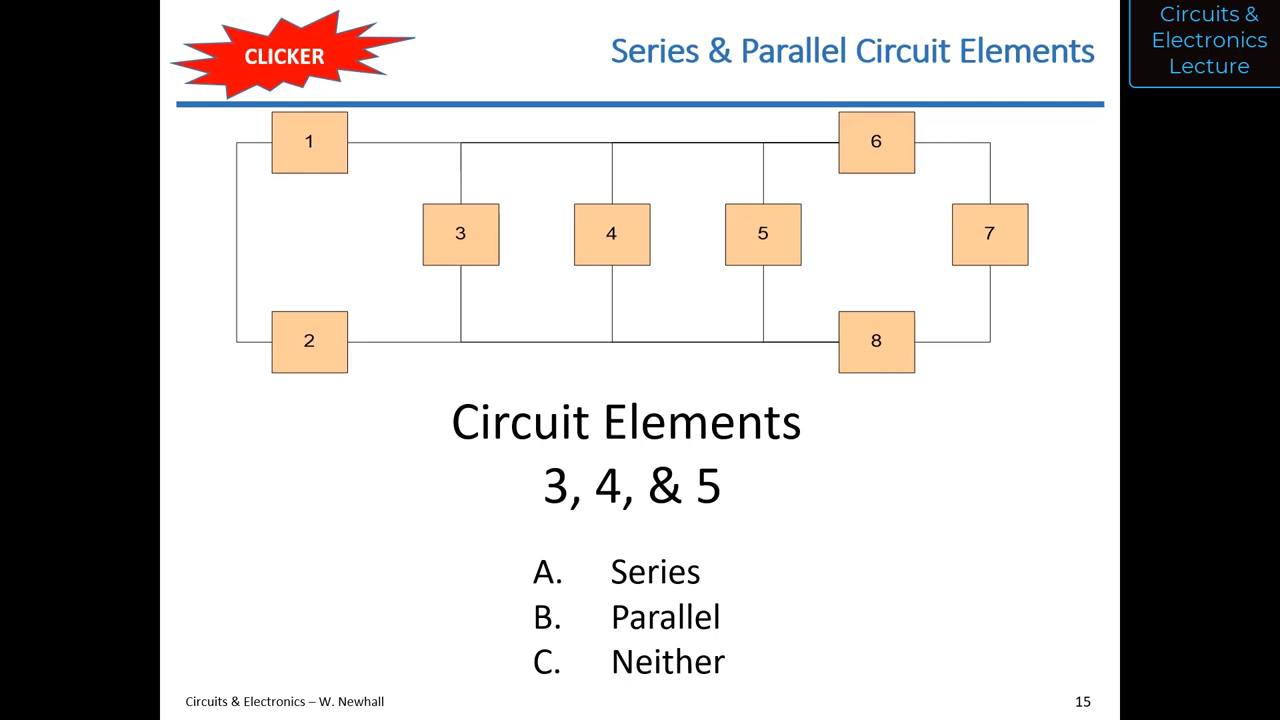 CLICKER
Series & Parallel Circuit Elements
Circuits &
Electronics
Lecture
1
6
3
4
5
7
2
8
Circuit Elements
3, 4, & 5
A. Series
B. Parallel
C. Neither
Circuits & Electronics – W. Newhall
15